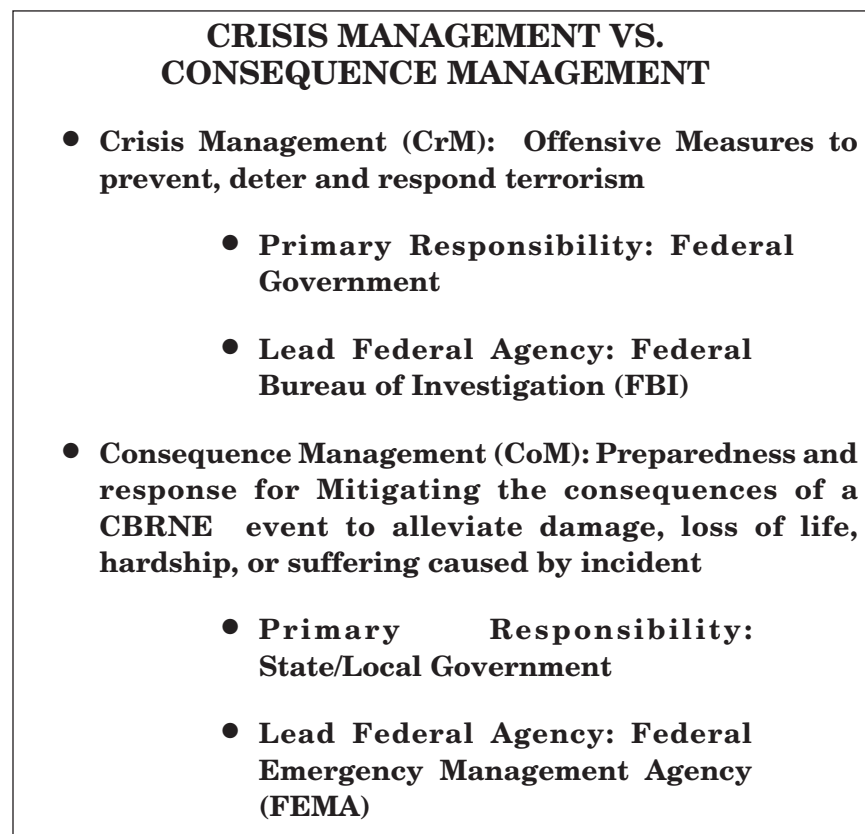 CRISIS MANAGEMENT VS.
CONSEQUENCE MANAGEMENT
• Crisis Management (CrM): Offensive Measures to
prevent, deter and respond terrorism
• Primary Responsibility: Federal
Government
• Lead Federal Agency: Federal
Bureau of Investigation (FBI)
• Consequence Management (CoM): Preparedness and
response for Mitigating the consequences of a
CBRNE event to alleviate damage, loss of life,
hardship, or suffering caused by incident
• Primary Responsibility:
State/Local Government
• Lead Federal Agency: Federal
Emergency Management Agency
(FEMA)